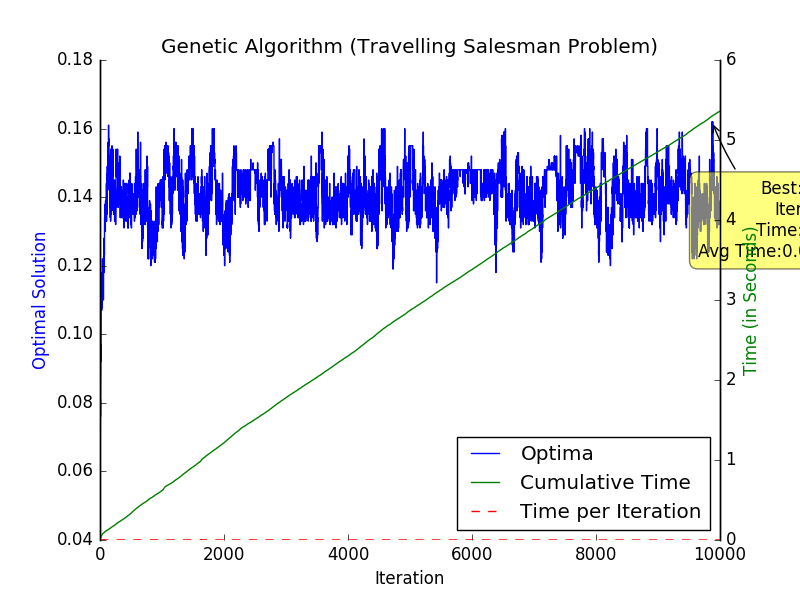 Genetic Algorithm (Travelling Salesman Problem)
0.18
0.16
0.14
0.12
0.10
0.08
0.06
0.04
Optimal Solution
6
5
4
3
2
1
0
Time (in Seconds)
Best:
Iter
Time:
Avg Time:0.0
Optima
Cumulative Time
Time per Iteration
0
2000
4000
6000
8000
10000
Iteration